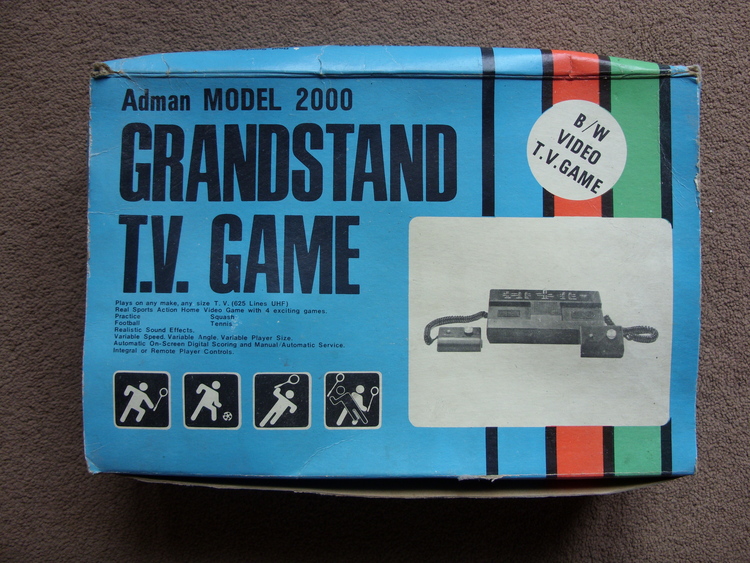 Adman MODEL 2000
GRANDSTAND
T.V. GAME
B/W
VIDEO
T.V.GAME
Plays on any make, any size T.V. (625 Lines UHF)
Real Sports Action Home Video Game with 4 exciting games.
Practice Squash
Football Tennis
Realistic Sound Effects.
Variable Speed. Variable Angle. Variable Player Size.
Automatic On-Screen Digital Scoring and Manual/Automatic Service.
Integral or Remote Player Controls.